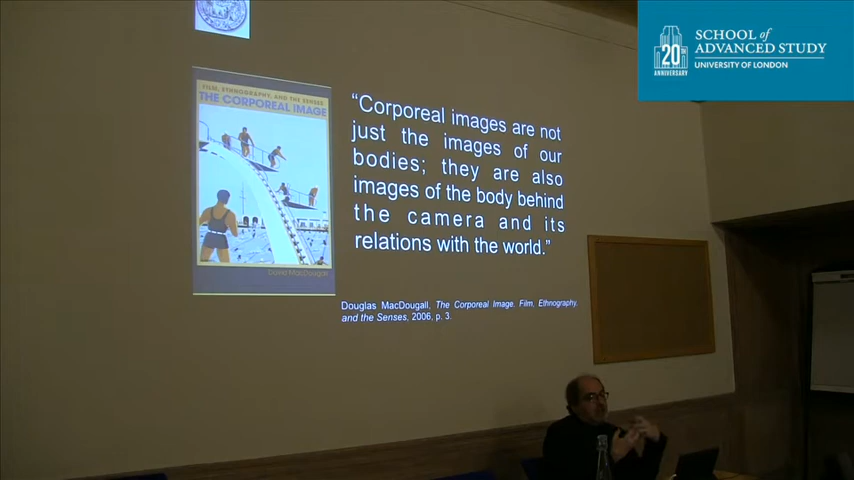 SCHOOL of
ADVANCED STUDY
UNIVERSITY OF LONDON
20th
ANNIVERSARY
FILM, ETHNOGRAPHY, AND THE SENSES
THE CORPOREAL IMAGE
David MacDougall
“Corporeal images are not
just the images of our
bodies; they are also
images of the body behind
the camera and its
relations with the world.”
Douglas MacDougall, The Corporeal Image. Film, Ethnography,
and the Senses, 2006, p. 3.